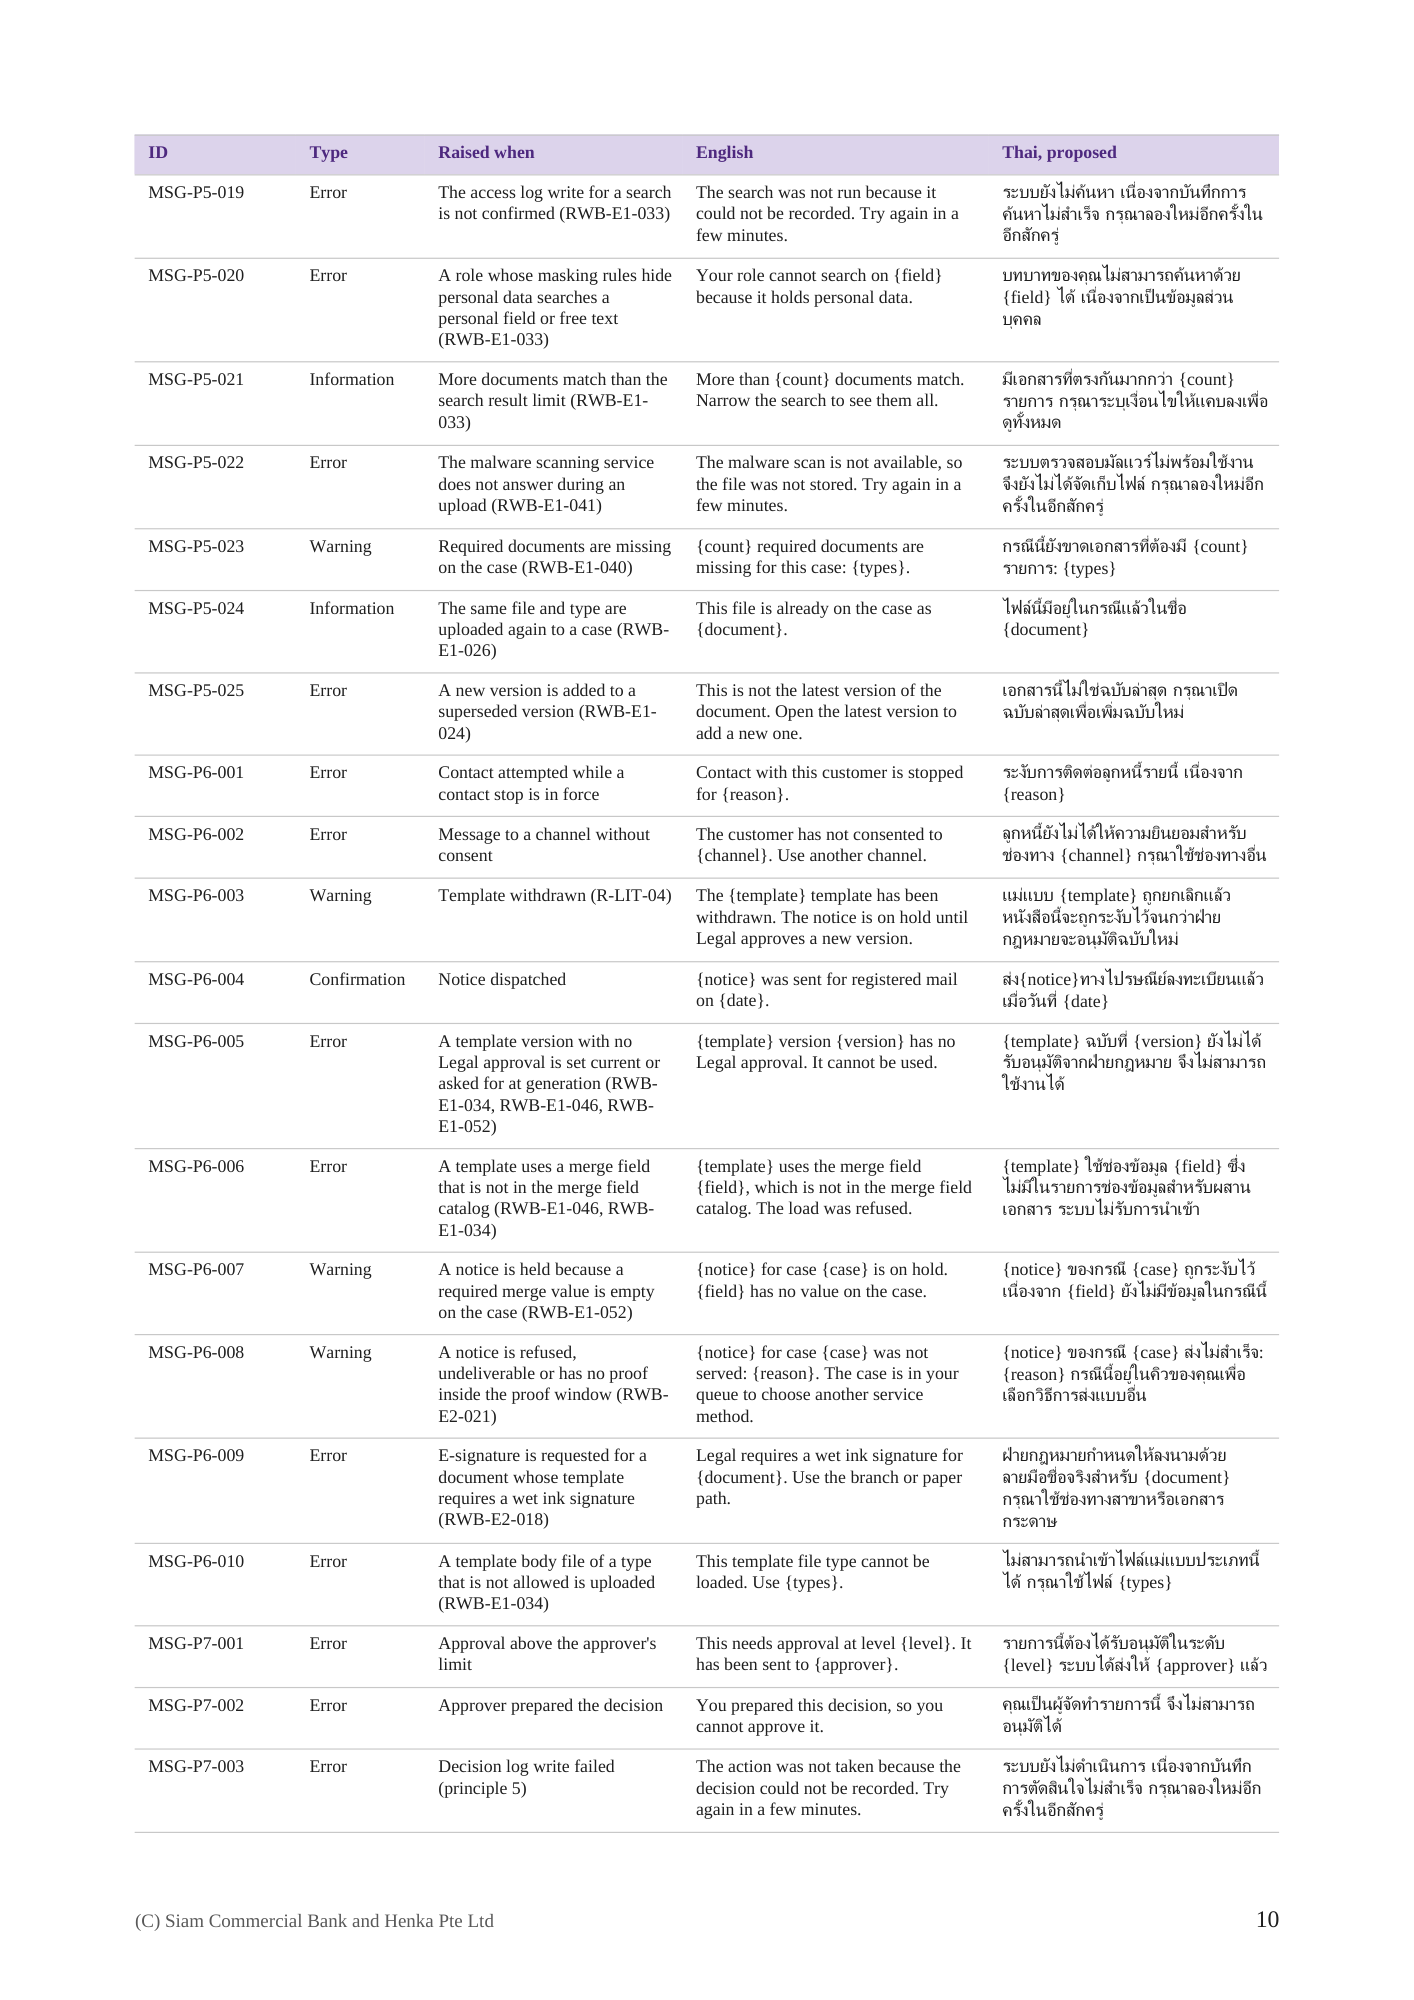 ID Type Raised when English Thai, proposed
MSG-P5-019 Error The access log write for a search The search was not run because it ระบบยังไม่ค้นหา เนื่องจากบันทึกการ
is not confirmed (RWB-E1-033) could not be recorded. Try again in a ค้นหาไม่สำเร็จ กรุณาลองใหม่อีกครั้งใน
few minutes. อีกสักครู่
MSG-P5-020 Error A role whose masking rules hide Your role cannot search on {field} บทบาทของคุณไม่สามารถค้นหาด้วย
personal data searches a because it holds personal data. {field} ได้ เนื่องจากเป็นข้อมูลส่วน
personal field or free text บุคคล
(RWB-E1-033)
MSG-P5-021 Information More documents match than the More than {count} documents match. มีเอกสารที่ตรงกันมากกว่า {count}
search result limit (RWB-E1- Narrow the search to see them all. รายการ กรุณาระบุเงื่อนไขให้แคบลงเพื่อ
033) ดูทั้งหมด
MSG-P5-022 Error The malware scanning service The malware scan is not available, so ระบบตรวจสอบมัลแวร์ไม่พร้อมใช้งาน
does not answer during an the file was not stored. Try again in a จึงยังไม่ได้จัดเก็บไฟล์ กรุณาลองใหม่อีก
upload (RWB-E1-041) few minutes. ครั้งในอีกสักครู่
MSG-P5-023 Warning Required documents are missing {count} required documents are กรณีนี้ยังขาดเอกสารที่ต้องมี {count}
on the case (RWB-E1-040) missing for this case: {types}. รายการ: {types}
MSG-P5-024 Information The same file and type are This file is already on the case as ไฟล์นี้มีอยู่ในกรณีแล้วในชื่อ
uploaded again to a case (RWB- {document}. {document}
E1-026)
MSG-P5-025 Error A new version is added to a This is not the latest version of the เอกสารนี้ไม่ใช่ฉบับล่าสุด กรุณาเปิด
superseded version (RWB-E1- document. Open the latest version to ฉบับล่าสุดเพื่อเพิ่มฉบับใหม่
024) add a new one.
MSG-P6-001 Error Contact attempted while a Contact with this customer is stopped ระงับการติดต่อลูกหนี้รายนี้ เนื่องจาก
contact stop is in force for {reason}. {reason}
MSG-P6-002 Error Message to a channel without The customer has not consented to ลูกหนี้ยังไม่ได้ให้ความยินยอมสำหรับ
consent {channel}. Use another channel. ช่องทาง {channel} กรุณาใช้ช่องทางอื่น
MSG-P6-003 Warning Template withdrawn (R-LIT-04) The {template} template has been แม่แบบ {template} ถูกยกเลิกแล้ว
withdrawn. The notice is on hold until หนังสือนี้จะถูกระงับไว้จนกว่าฝ่าย
Legal approves a new version. กฎหมายจะอนุมัติฉบับใหม่
MSG-P6-004 Confirmation Notice dispatched {notice} was sent for registered mail ส่ง{notice}ทางไปรษณีย์ลงทะเบียนแล้ว
on {date}. เมื่อวันที่ {date}
MSG-P6-005 Error A template version with no {template} version {version} has no {template} ฉบับที่ {version} ยังไม่ได้
Legal approval is set current or Legal approval. It cannot be used. รับอนุมัติจากฝ่ายกฎหมาย จึงไม่สามารถ
asked for at generation (RWB- ใช้งานได้
E1-034, RWB-E1-046, RWB-
E1-052)
MSG-P6-006 Error A template uses a merge field {template} uses the merge field {template} ใช้ช่องข้อมูล {field} ซึ่ง
that is not in the merge field {field}, which is not in the merge field ไม่มีในรายการช่องข้อมูลสำหรับผสาน
catalog (RWB-E1-046, RWB- catalog. The load was refused. เอกสาร ระบบไม่รับการนำเข้า
E1-034)
MSG-P6-007 Warning A notice is held because a {notice} for case {case} is on hold. {notice} ของกรณี {case} ถูกระงับไว้
required merge value is empty {field} has no value on the case. เนื่องจาก {field} ยังไม่มีข้อมูลในกรณีนี้
on the case (RWB-E1-052)
MSG-P6-008 Warning A notice is refused, {notice} for case {case} was not {notice} ของกรณี {case} ส่งไม่สำเร็จ:
undeliverable or has no proof served: {reason}. The case is in your {reason} กรณีนี้อยู่ในคิวของคุณเพื่อ
inside the proof window (RWB- queue to choose another service เลือกวิธีการส่งแบบอื่น
E2-021) method.
MSG-P6-009 Error E-signature is requested for a Legal requires a wet ink signature for ฝ่ายกฎหมายกำหนดให้ลงนามด้วย
document whose template {document}. Use the branch or paper ลายมือชื่อจริงสำหรับ {document}
requires a wet ink signature path. กรุณาใช้ช่องทางสาขาหรือเอกสาร
(RWB-E2-018) กระดาษ
MSG-P6-010 Error A template body file of a type This template file type cannot be ไม่สามารถนำเข้าไฟล์แม่แบบประเภทนี้
that is not allowed is uploaded loaded. Use {types}. ได้ กรุณาใช้ไฟล์ {types}
(RWB-E1-034)
MSG-P7-001 Error Approval above the approver's This needs approval at level {level}. It รายการนี้ต้องได้รับอนุมัติในระดับ
limit has been sent to {approver}. {level} ระบบได้ส่งให้ {approver} แล้ว
MSG-P7-002 Error Approver prepared the decision You prepared this decision, so you คุณเป็นผู้จัดทำรายการนี้ จึงไม่สามารถ
cannot approve it. อนุมัติได้
MSG-P7-003 Error Decision log write failed The action was not taken because the ระบบยังไม่ดำเนินการ เนื่องจากบันทึก
(principle 5) decision could not be recorded. Try การตัดสินใจไม่สำเร็จ กรุณาลองใหม่อีก
again in a few minutes. ครั้งในอีกสักครู่
(C) Siam Commercial Bank and Henka Pte Ltd 10